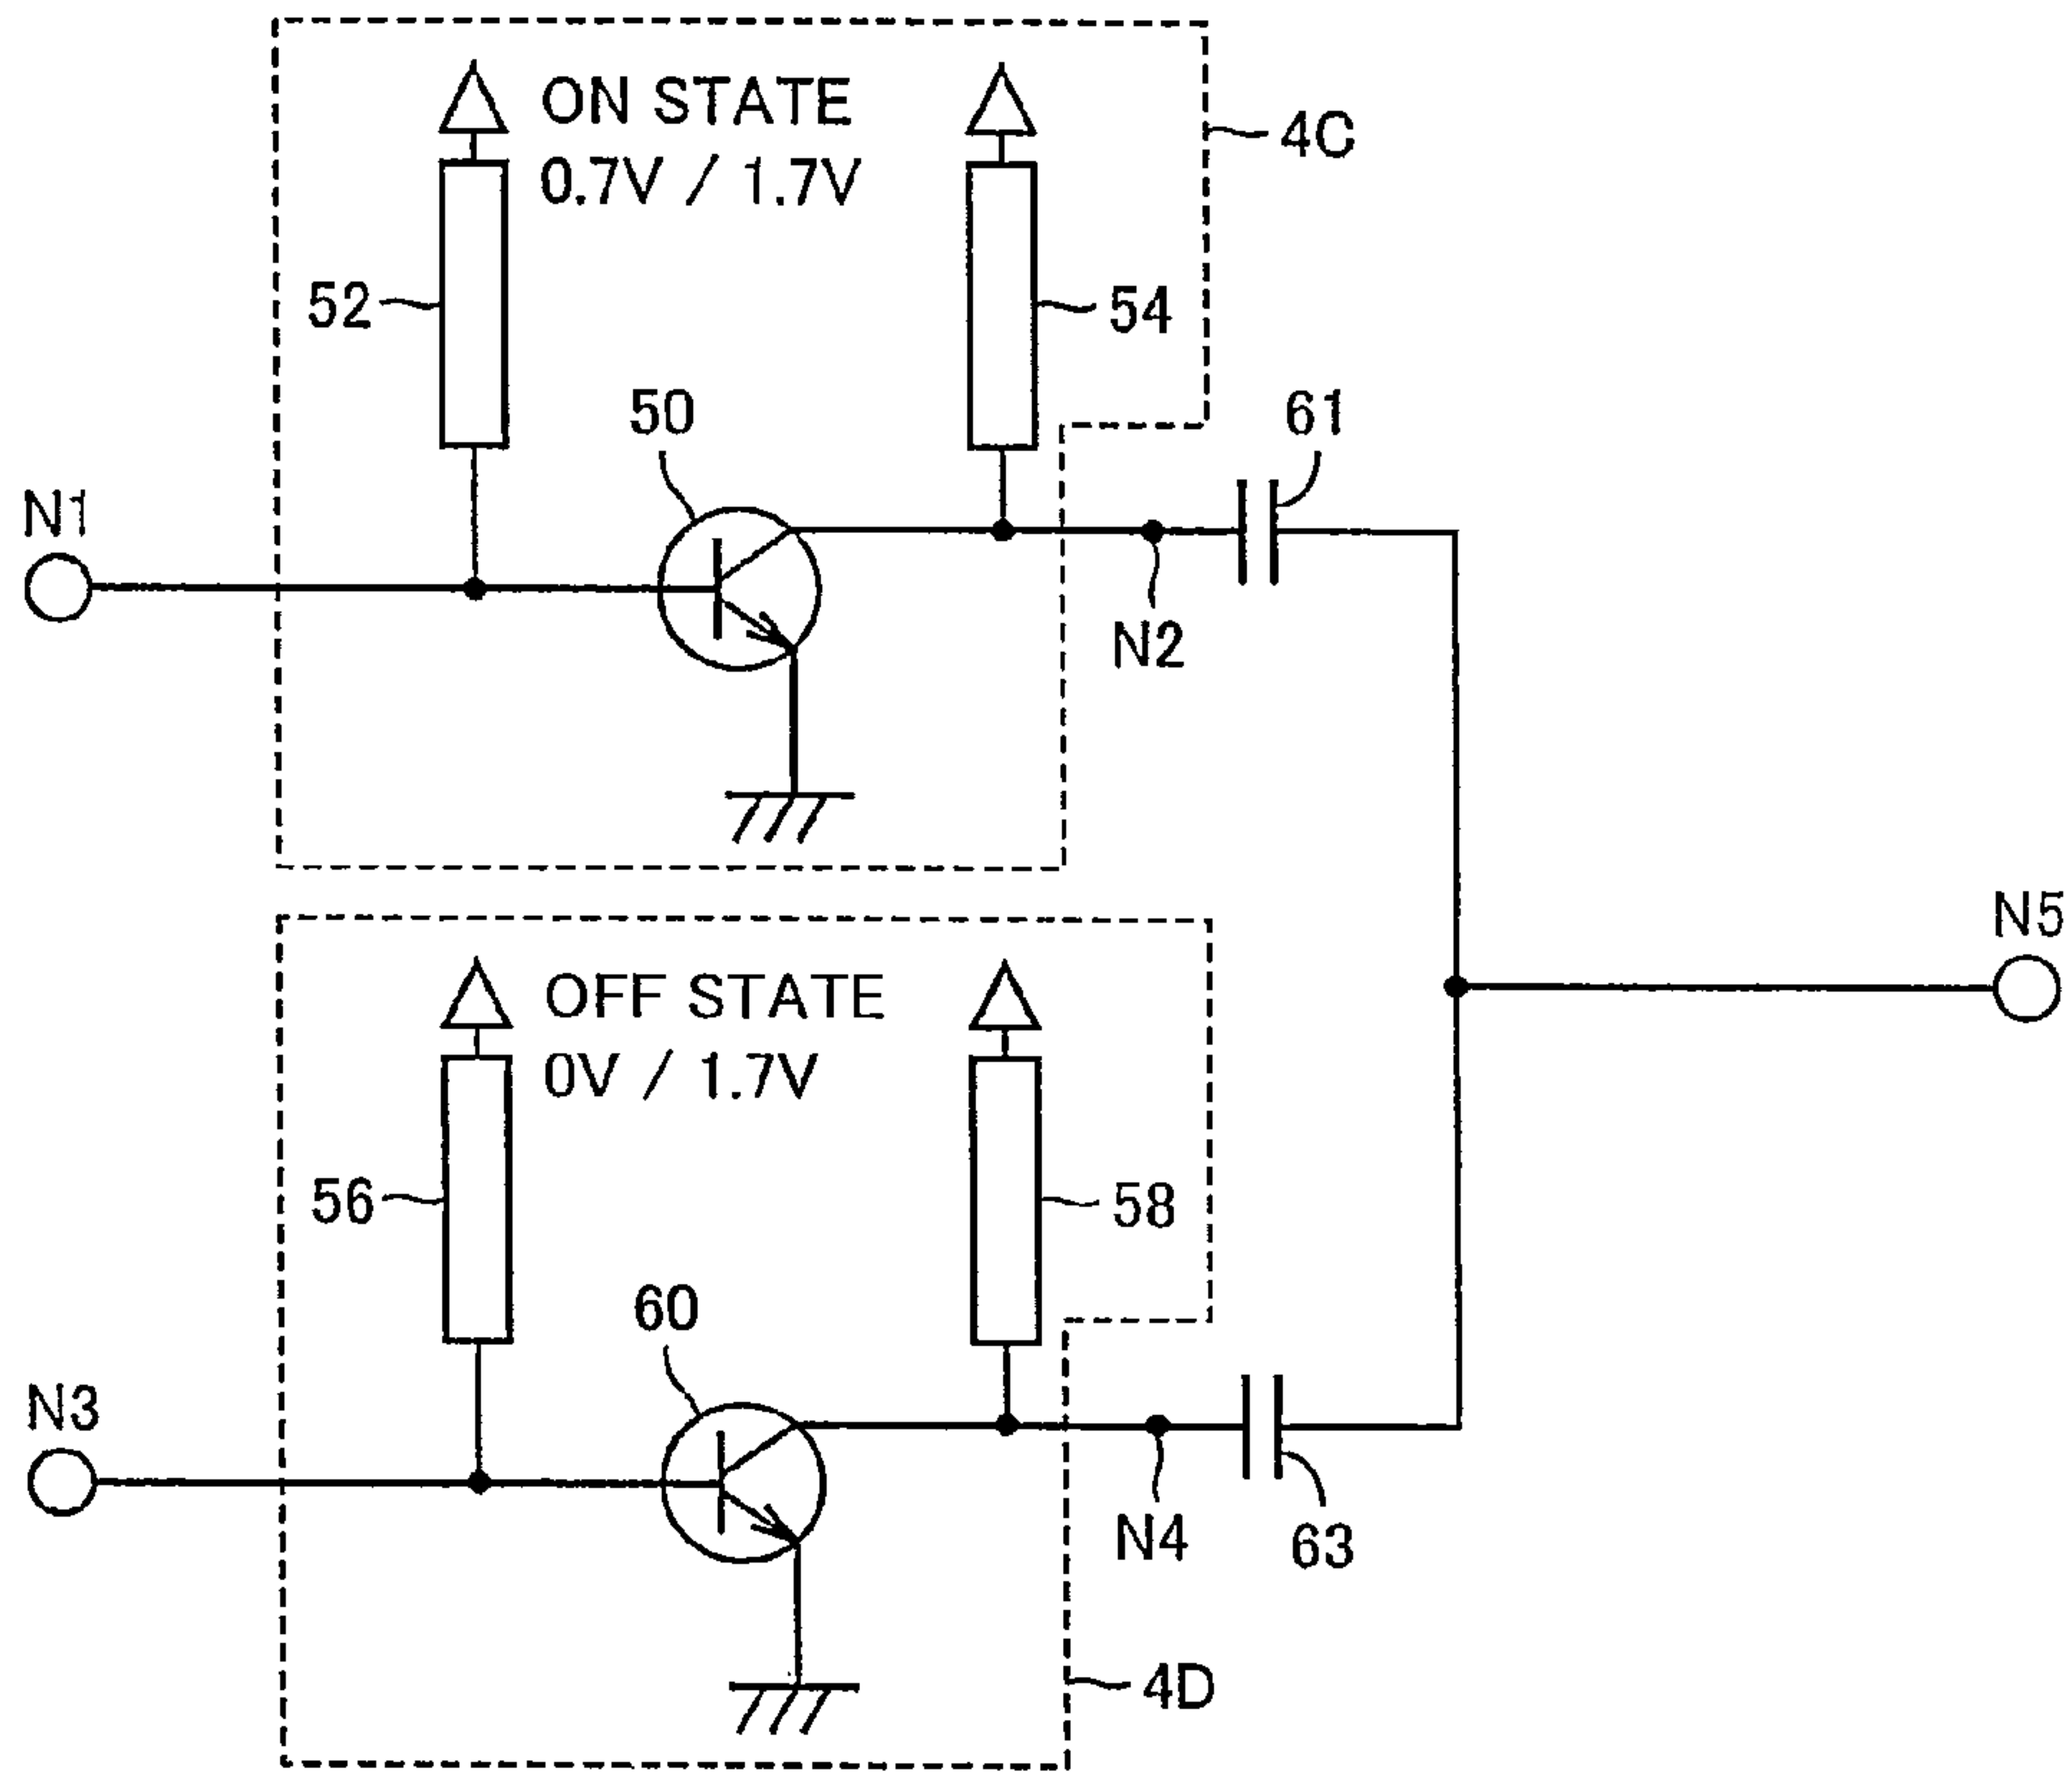 ON STATE
0.7V / 1.7V
4C
52
54
50
61
N1
N2
N5
OFF STATE
0V / 1.7V
56
58
60
N3
N4
63
4D